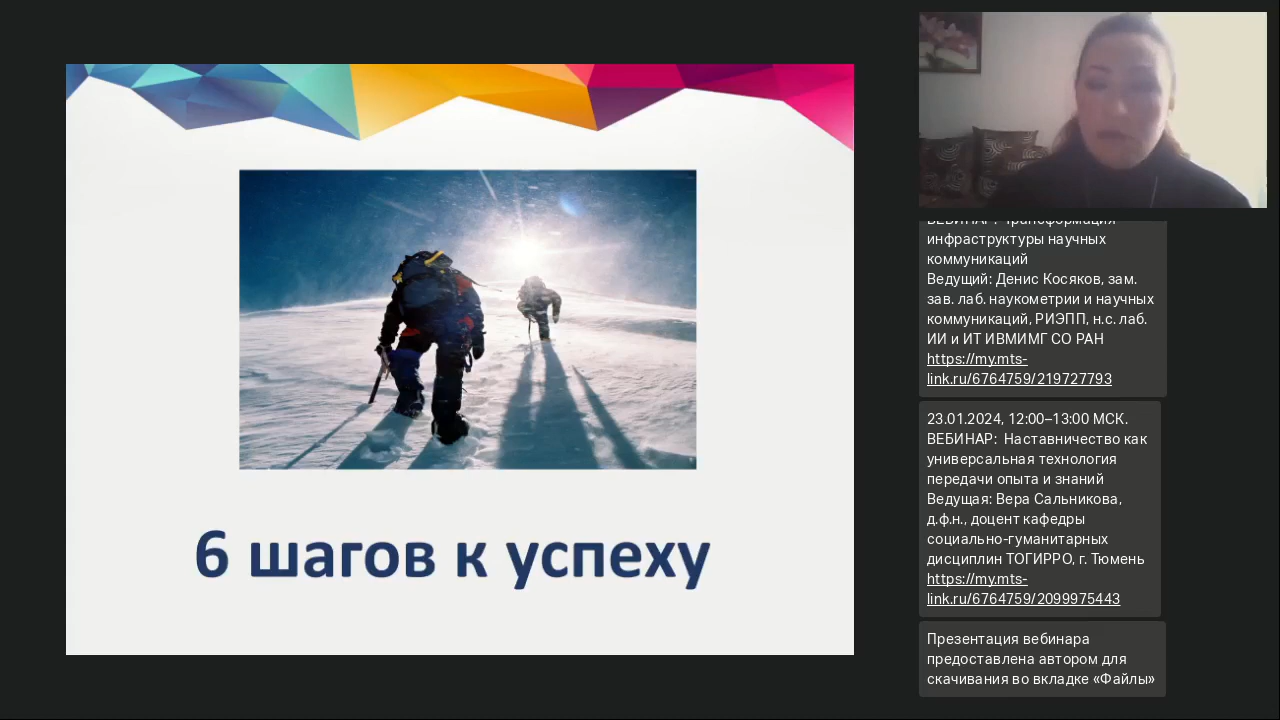 6 шагов к успеху
ВЕБИНАР: Трансформация
инфраструктуры научных
коммуникаций
Ведущий: Денис Косяков, зам.
зав. лаб. наукометрии и научных
коммуникаций, РИЭПП, н.с. лаб.
ИИ и ИТ ИВМИМГ СО РАН
https://my.mts-
link.ru/6764759/219727793
23.01.2024, 12:00–13:00 МСК.
ВЕБИНАР: Наставничество как
универсальная технология
передачи опыта и знаний
Ведущая: Вера Сальникова,
д.ф.н., доцент кафедры
социально-гуманитарных
дисциплин ТОГИРРО, г. Тюмень
https://my.mts-
link.ru/6764759/2099975443
Презентация вебинара
предоставлена автором для
скачивания во вкладке «Файлы»